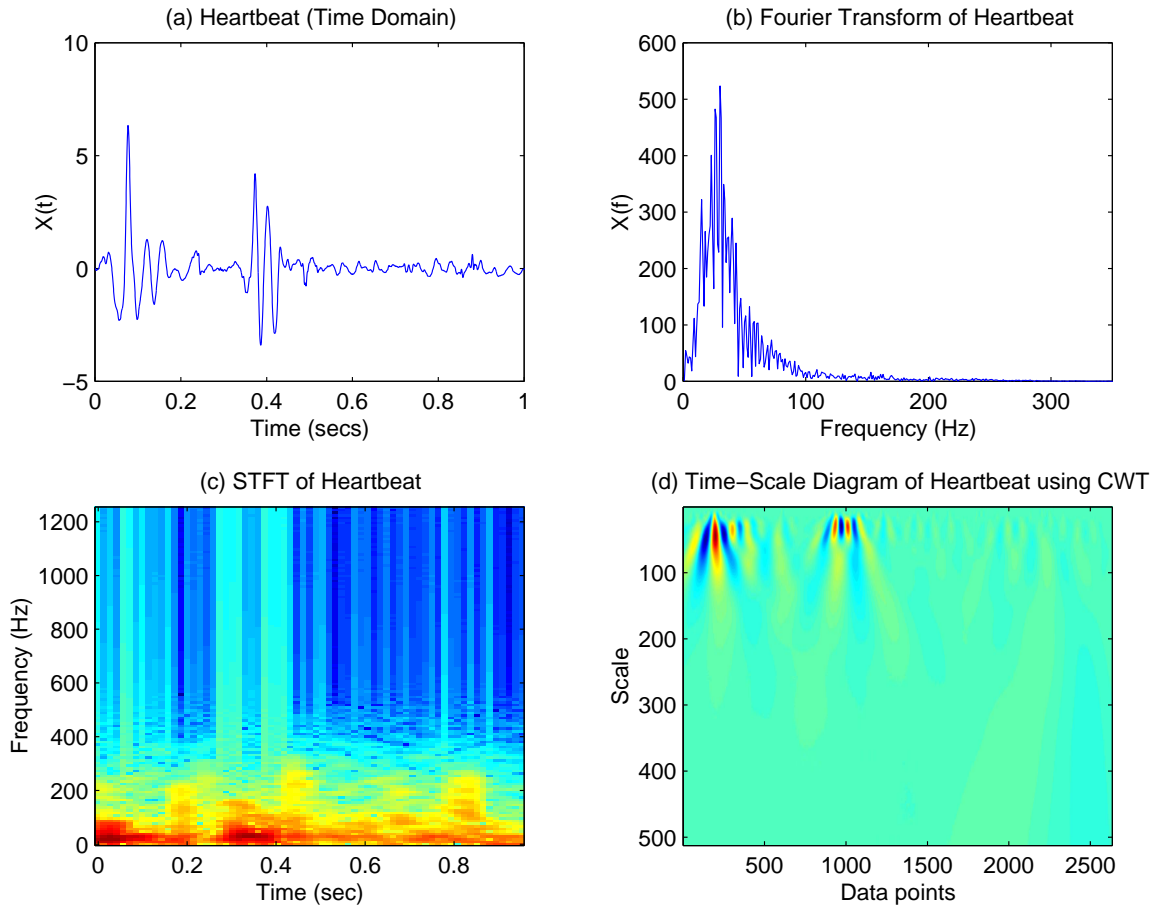 (a) Heartbeat (Time Domain)
10
5
0
−5
X(t)
0 0.2 0.4 0.6 0.8 1
Time (secs)
(b) Fourier Transform of Heartbeat
600
500
400
300
200
100
0
X(f)
0 100 200 300
Frequency (Hz)
(c) STFT of Heartbeat
1200
1000
800
600
400
200
0
Frequency (Hz)
0 0.2 0.4 0.6 0.8
Time (sec)
(d) Time−Scale Diagram of Heartbeat using CWT
100
200
300
400
500
Scale
500 1000 1500 2000 2500
Data points